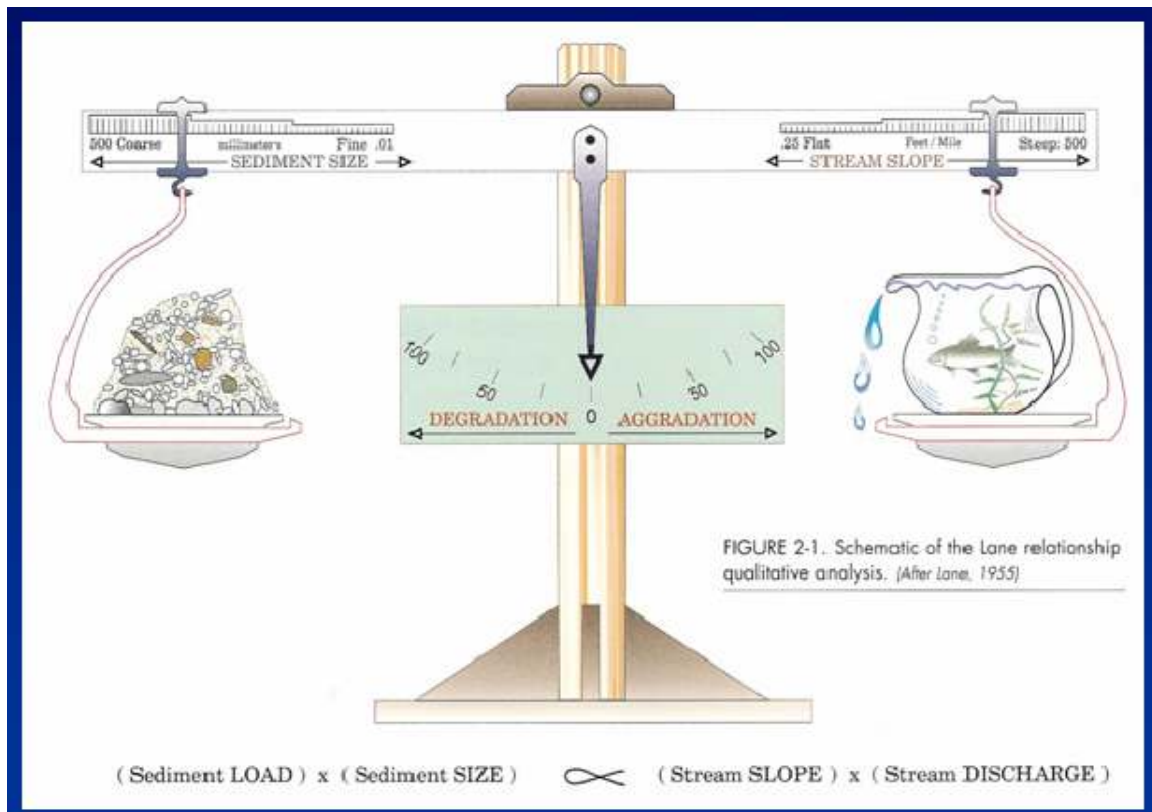 500 Coarse millimeters Fine .01
SEDIMENT SIZE
.25 Flat Feet / Mile Steep: 500
STREAM SLOPE
100 50 0 50 100
DEGRADATION AGGRADATION
FIGURE 2-1. Schematic of the Lane relationship
qualitative analysis. (After Lane, 1955)
( Sediment LOAD ) x ( Sediment SIZE ) ∝ ( Stream SLOPE ) x ( Stream DISCHARGE )